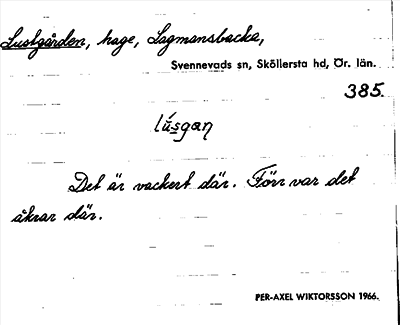 Lustgården, hage, Lagmansbacka,
Svennevads sn, Sköllersta hd, Ör. län.
385.
lúsgan
Det är vackert där. Förr var det
åkrar där.
PER-AXEL WIKTORSSON 1966.